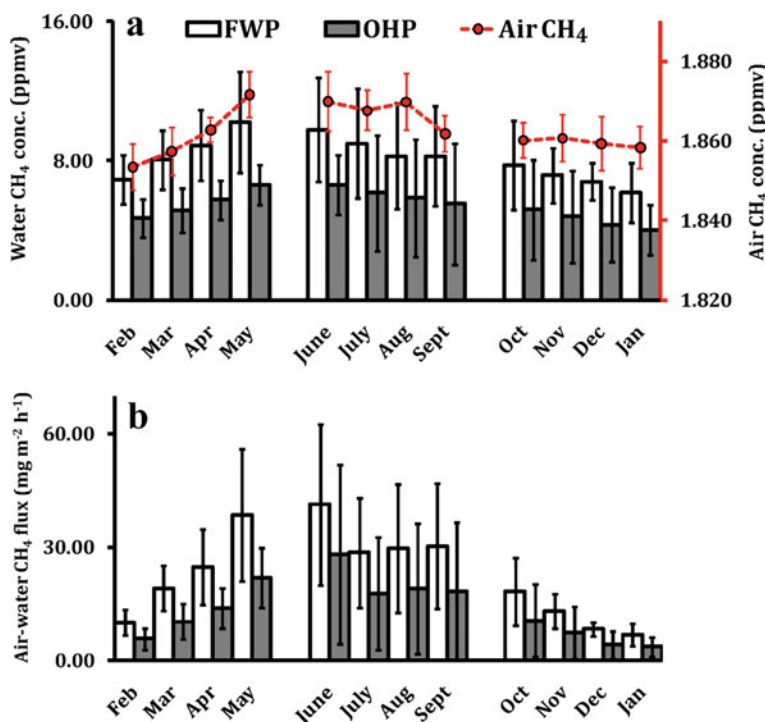 a
FWP OHP Air CH4
16.00
8.00
0.00
Water CH4 conc. (ppmv)
1.880
1.860
1.840
1.820
Air CH4 conc. (ppmv)
Feb Mar Apr May June July Aug Sept Oct Nov Dec Jan
b
60.00
30.00
0.00
Air-water CH4 flux (mg m-2 h-1)
Feb Mar Apr May June July Aug Sept Oct Nov Dec Jan